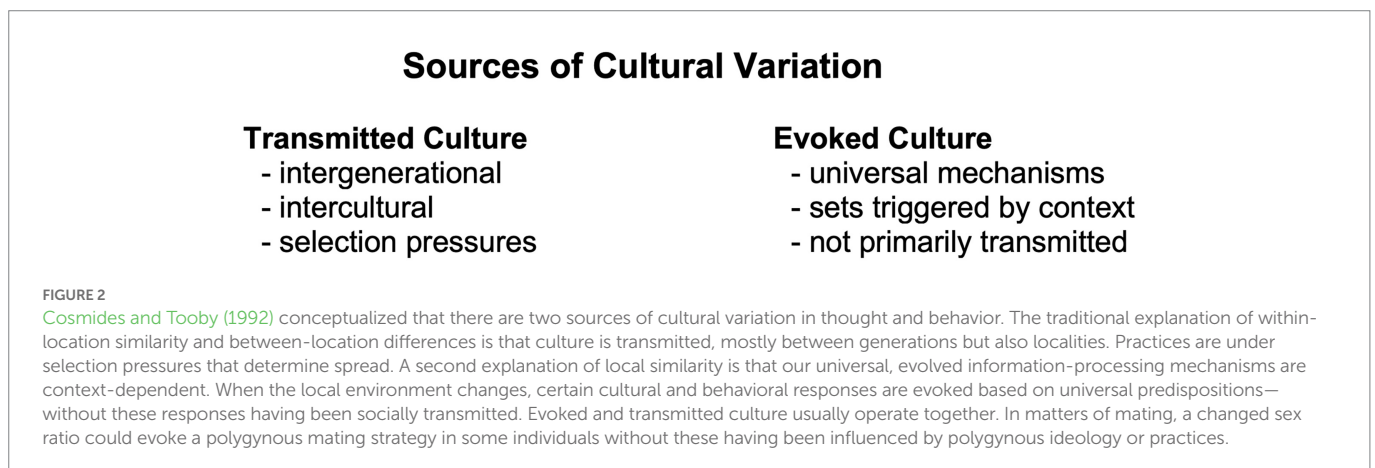 Sources of Cultural Variation
Transmitted Culture
- intergenerational
- intercultural
- selection pressures
Evoked Culture
- universal mechanisms
- sets triggered by context
- not primarily transmitted
FIGURE 2
Cosmides and Tooby (1992) conceptualized that there are two sources of cultural variation in thought and behavior. The traditional explanation of within-
location similarity and between-location differences is that culture is transmitted, mostly between generations but also localities. Practices are under
selection pressures that determine spread. A second explanation of local similarity is that our universal, evolved information-processing mechanisms are
context-dependent. When the local environment changes, certain cultural and behavioral responses are evoked based on universal predispositions—
without these responses having been socially transmitted. Evoked and transmitted culture usually operate together. In matters of mating, a changed sex
ratio could evoke a polygynous mating strategy in some individuals without these having been influenced by polygynous ideology or practices.